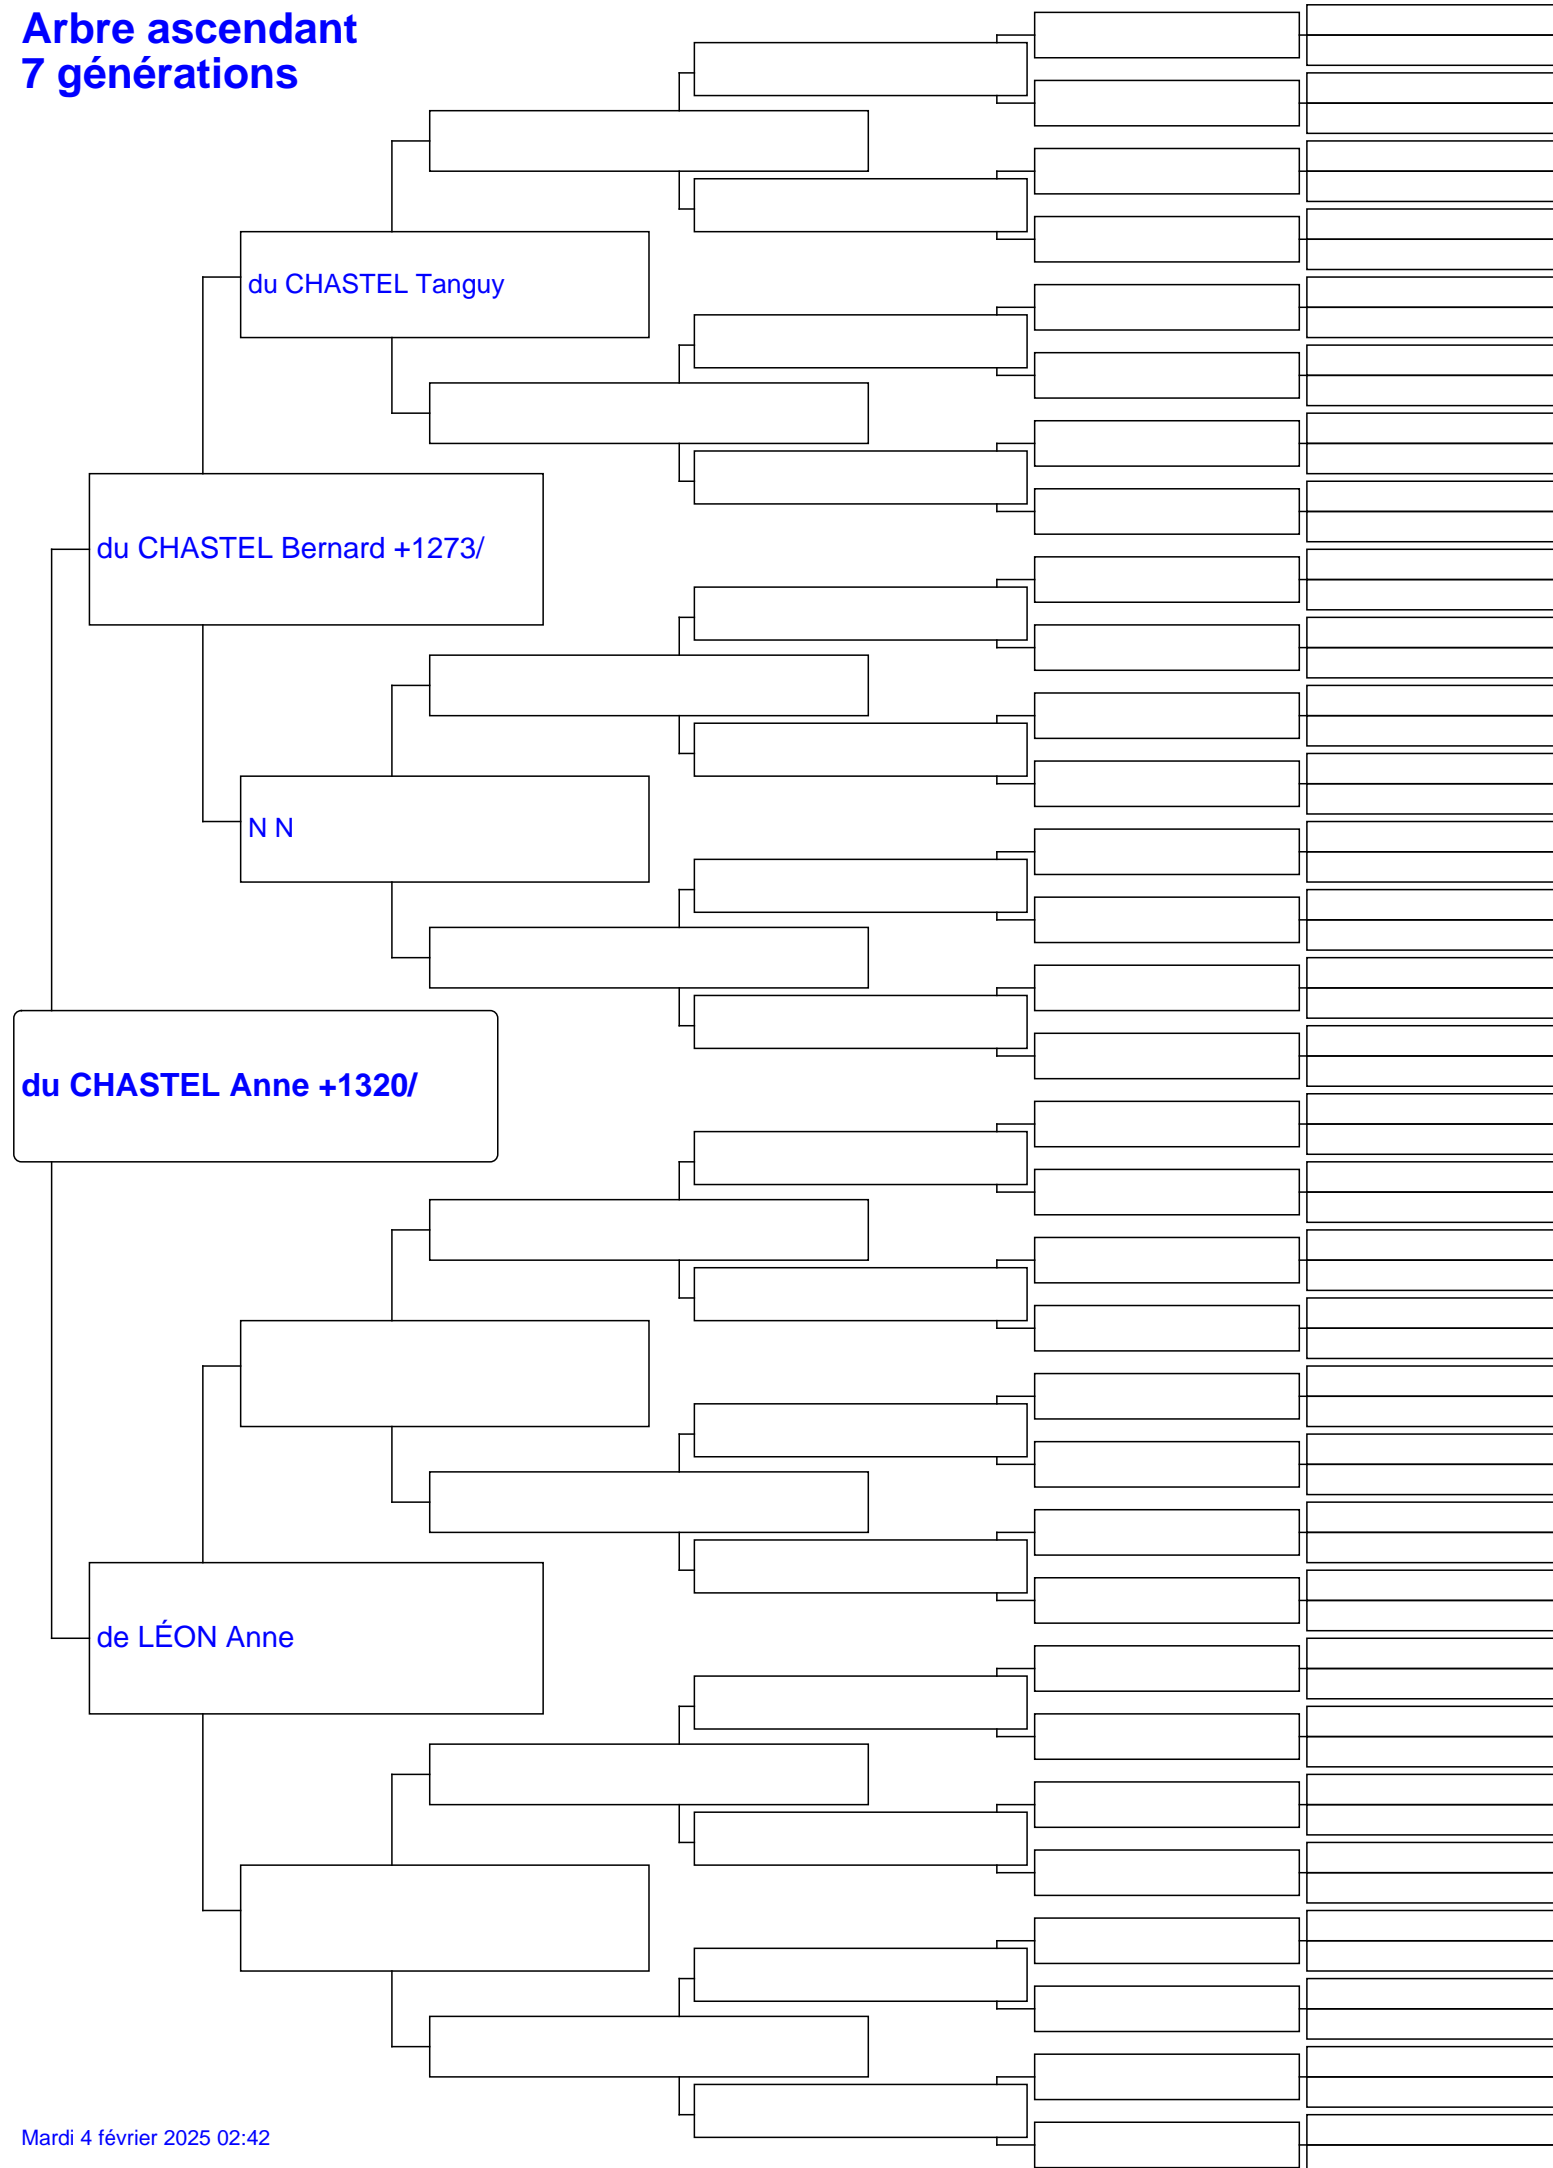 Arbre ascendant
7 générations
du CHASTEL Tanguy
du CHASTEL Bernard +1273/
N N
du CHASTEL Anne +1320/
de LÉON Anne
Mardi 4 février 2025 02:42